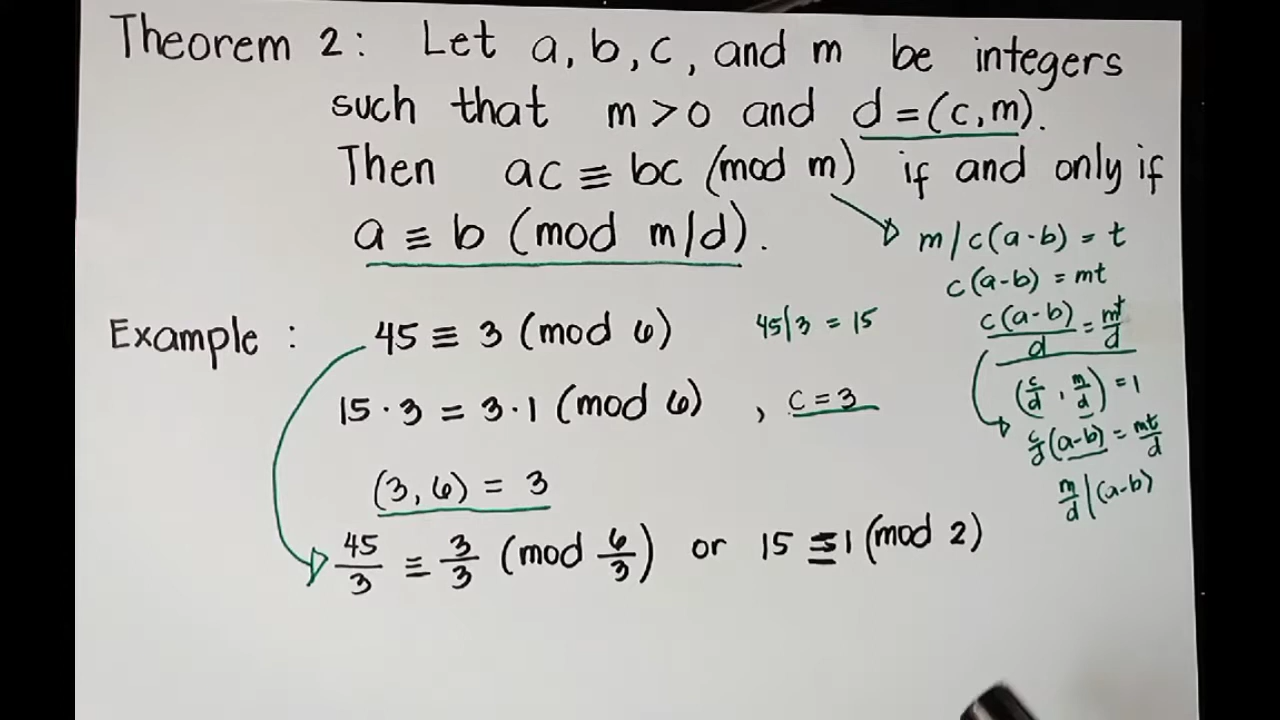 Theorem 2: Let a, b, c, and m be integers
such that m > 0 and d = (c, m).
Then ac ≡ bc (mod m) if and only if
a ≡ b (mod m/d).
m/c(a-b) = t
c(a-b) = mt
c(a-b)/d = mt/d
(c/d, m/d) = 1
c/d(a-b) = mt/d
m/d|(a-b)
Example: 45 ≡ 3 (mod 6) 45/3 = 15
15 · 3 = 3 · 1 (mod 6), c = 3
(3, 6) = 3
45/3 ≡ 3/3 (mod 6/3) or 15 ≡ 1 (mod 2)